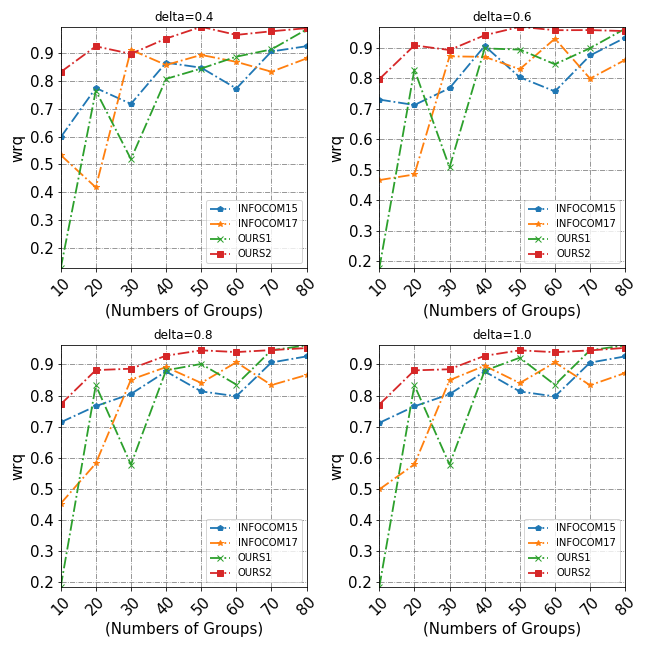 delta=0.4
wrq
0.9
0.8
0.7
0.6
0.5
0.4
0.3
0.2
INFOCOM15
INFOCOM17
OURS1
OURS2
10 20 30 40 50 60 70 80
(Numbers of Groups)
delta=0.6
wrq
0.9
0.8
0.7
0.6
0.5
0.4
0.3
0.2
INFOCOM15
INFOCOM17
OURS1
OURS2
10 20 30 40 50 60 70 80
(Numbers of Groups)
delta=0.8
wrq
0.9
0.8
0.7
0.6
0.5
0.4
0.3
0.2
INFOCOM15
INFOCOM17
OURS1
OURS2
10 20 30 40 50 60 70 80
(Numbers of Groups)
delta=1.0
wrq
0.9
0.8
0.7
0.6
0.5
0.4
0.3
0.2
INFOCOM15
INFOCOM17
OURS1
OURS2
10 20 30 40 50 60 70 80
(Numbers of Groups)